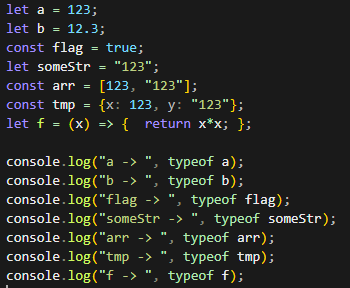 let a = 123;
let b = 12.3;
const flag = true;
let someStr = "123";
const arr = [123, "123"];
const tmp = {x: 123, y: "123"};
let f = (x) => {  return x*x; };

console.log("a -> ", typeof a);
console.log("b -> ", typeof b);
console.log("flag -> ", typeof flag);
console.log("someStr -> ", typeof someStr);
console.log("arr -> ", typeof arr);
console.log("tmp -> ", typeof tmp);
console.log("f -> ", typeof f);